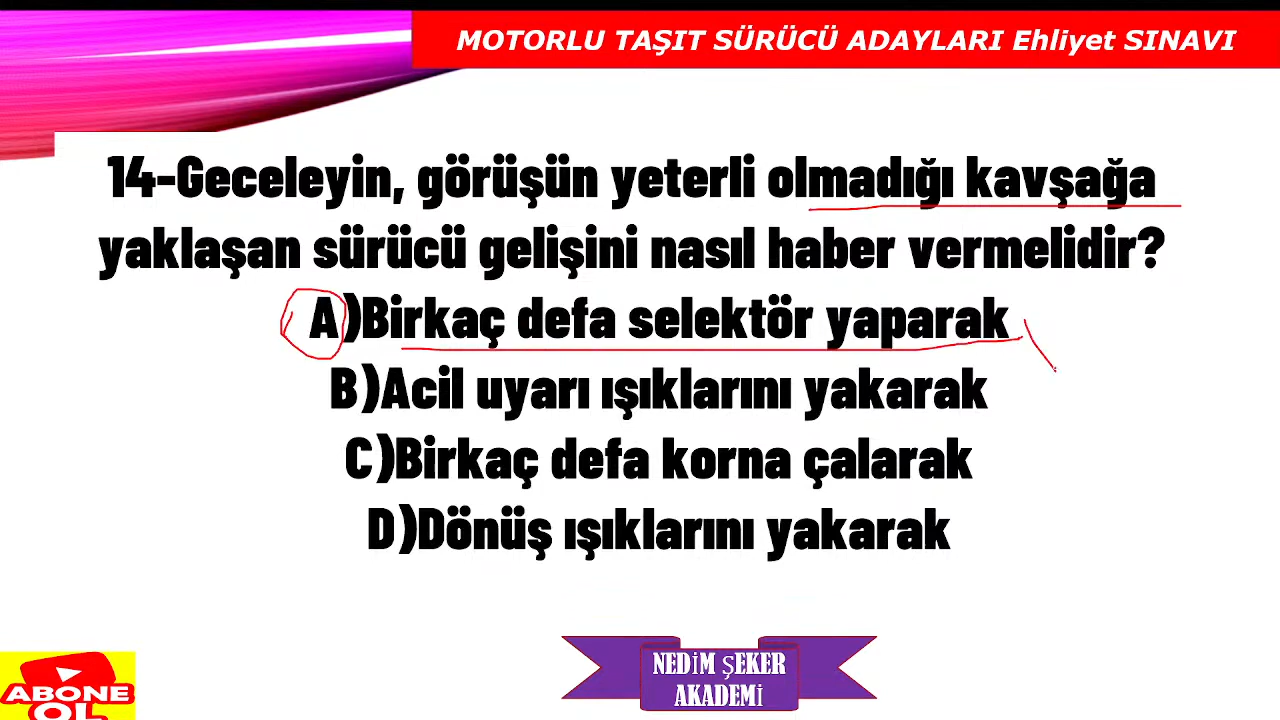 MOTORLU TAŞIT SÜRÜCÜ ADAYLARI Ehliyet SINAVI
14-Geceleyin, görüşün yeterli olmadığı kavşağa
yaklaşan sürücü gelişini nasıl haber vermelidir?
A)Birkaç defa selektör yaparak
B)Acil uyarı ışıklarını yakarak
C)Birkaç defa korna çalarak
D)Dönüş ışıklarını yakarak
NEDİM ŞEKER
AKADEMİ
ABONE
OL